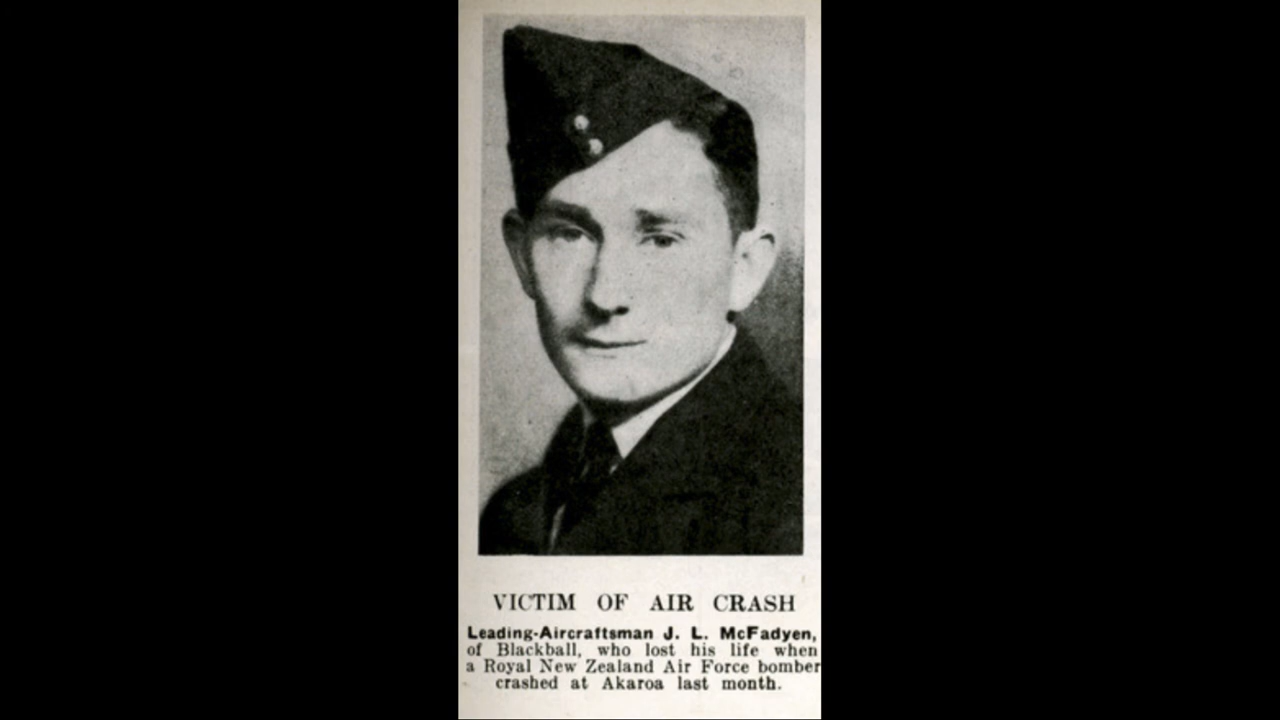 VICTIM OF AIR CRASH
Leading-Aircraftsman J. L. McFadyen,
of Blackball, who lost his life when
a Royal New Zealand Air Force bomber
crashed at Akaroa last month.